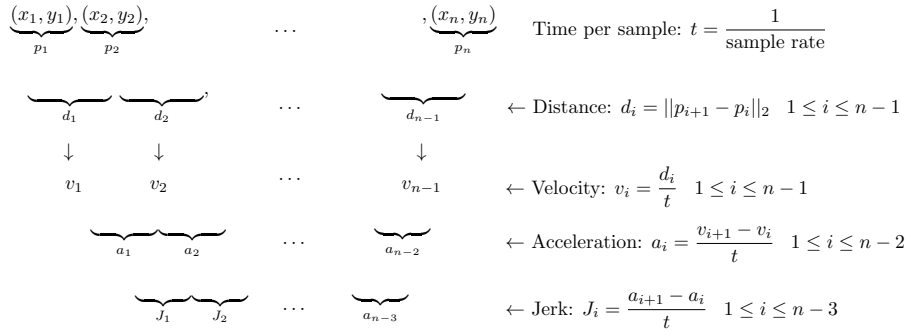 (x₁, y₁), (x₂, y₂), ⋯ , (xₙ, yₙ) Time per sample: t = 1 / sample rate
p₁ p₂ pₙ
, ⋯ ← Distance: dᵢ = ||pᵢ₊₁ − pᵢ||₂ 1 ≤ i ≤ n − 1
d₁ d₂ dₙ₋₁
↓ ↓ ↓
v₁ v₂ ⋯ vₙ₋₁ ← Velocity: vᵢ = dᵢ / t 1 ≤ i ≤ n − 1
⋯ ← Acceleration: aᵢ = (vᵢ₊₁ − vᵢ) / t 1 ≤ i ≤ n − 2
a₁ a₂ aₙ₋₂
⋯ ← Jerk: Jᵢ = (aᵢ₊₁ − aᵢ) / t 1 ≤ i ≤ n − 3
J₁ J₂ aₙ₋₃